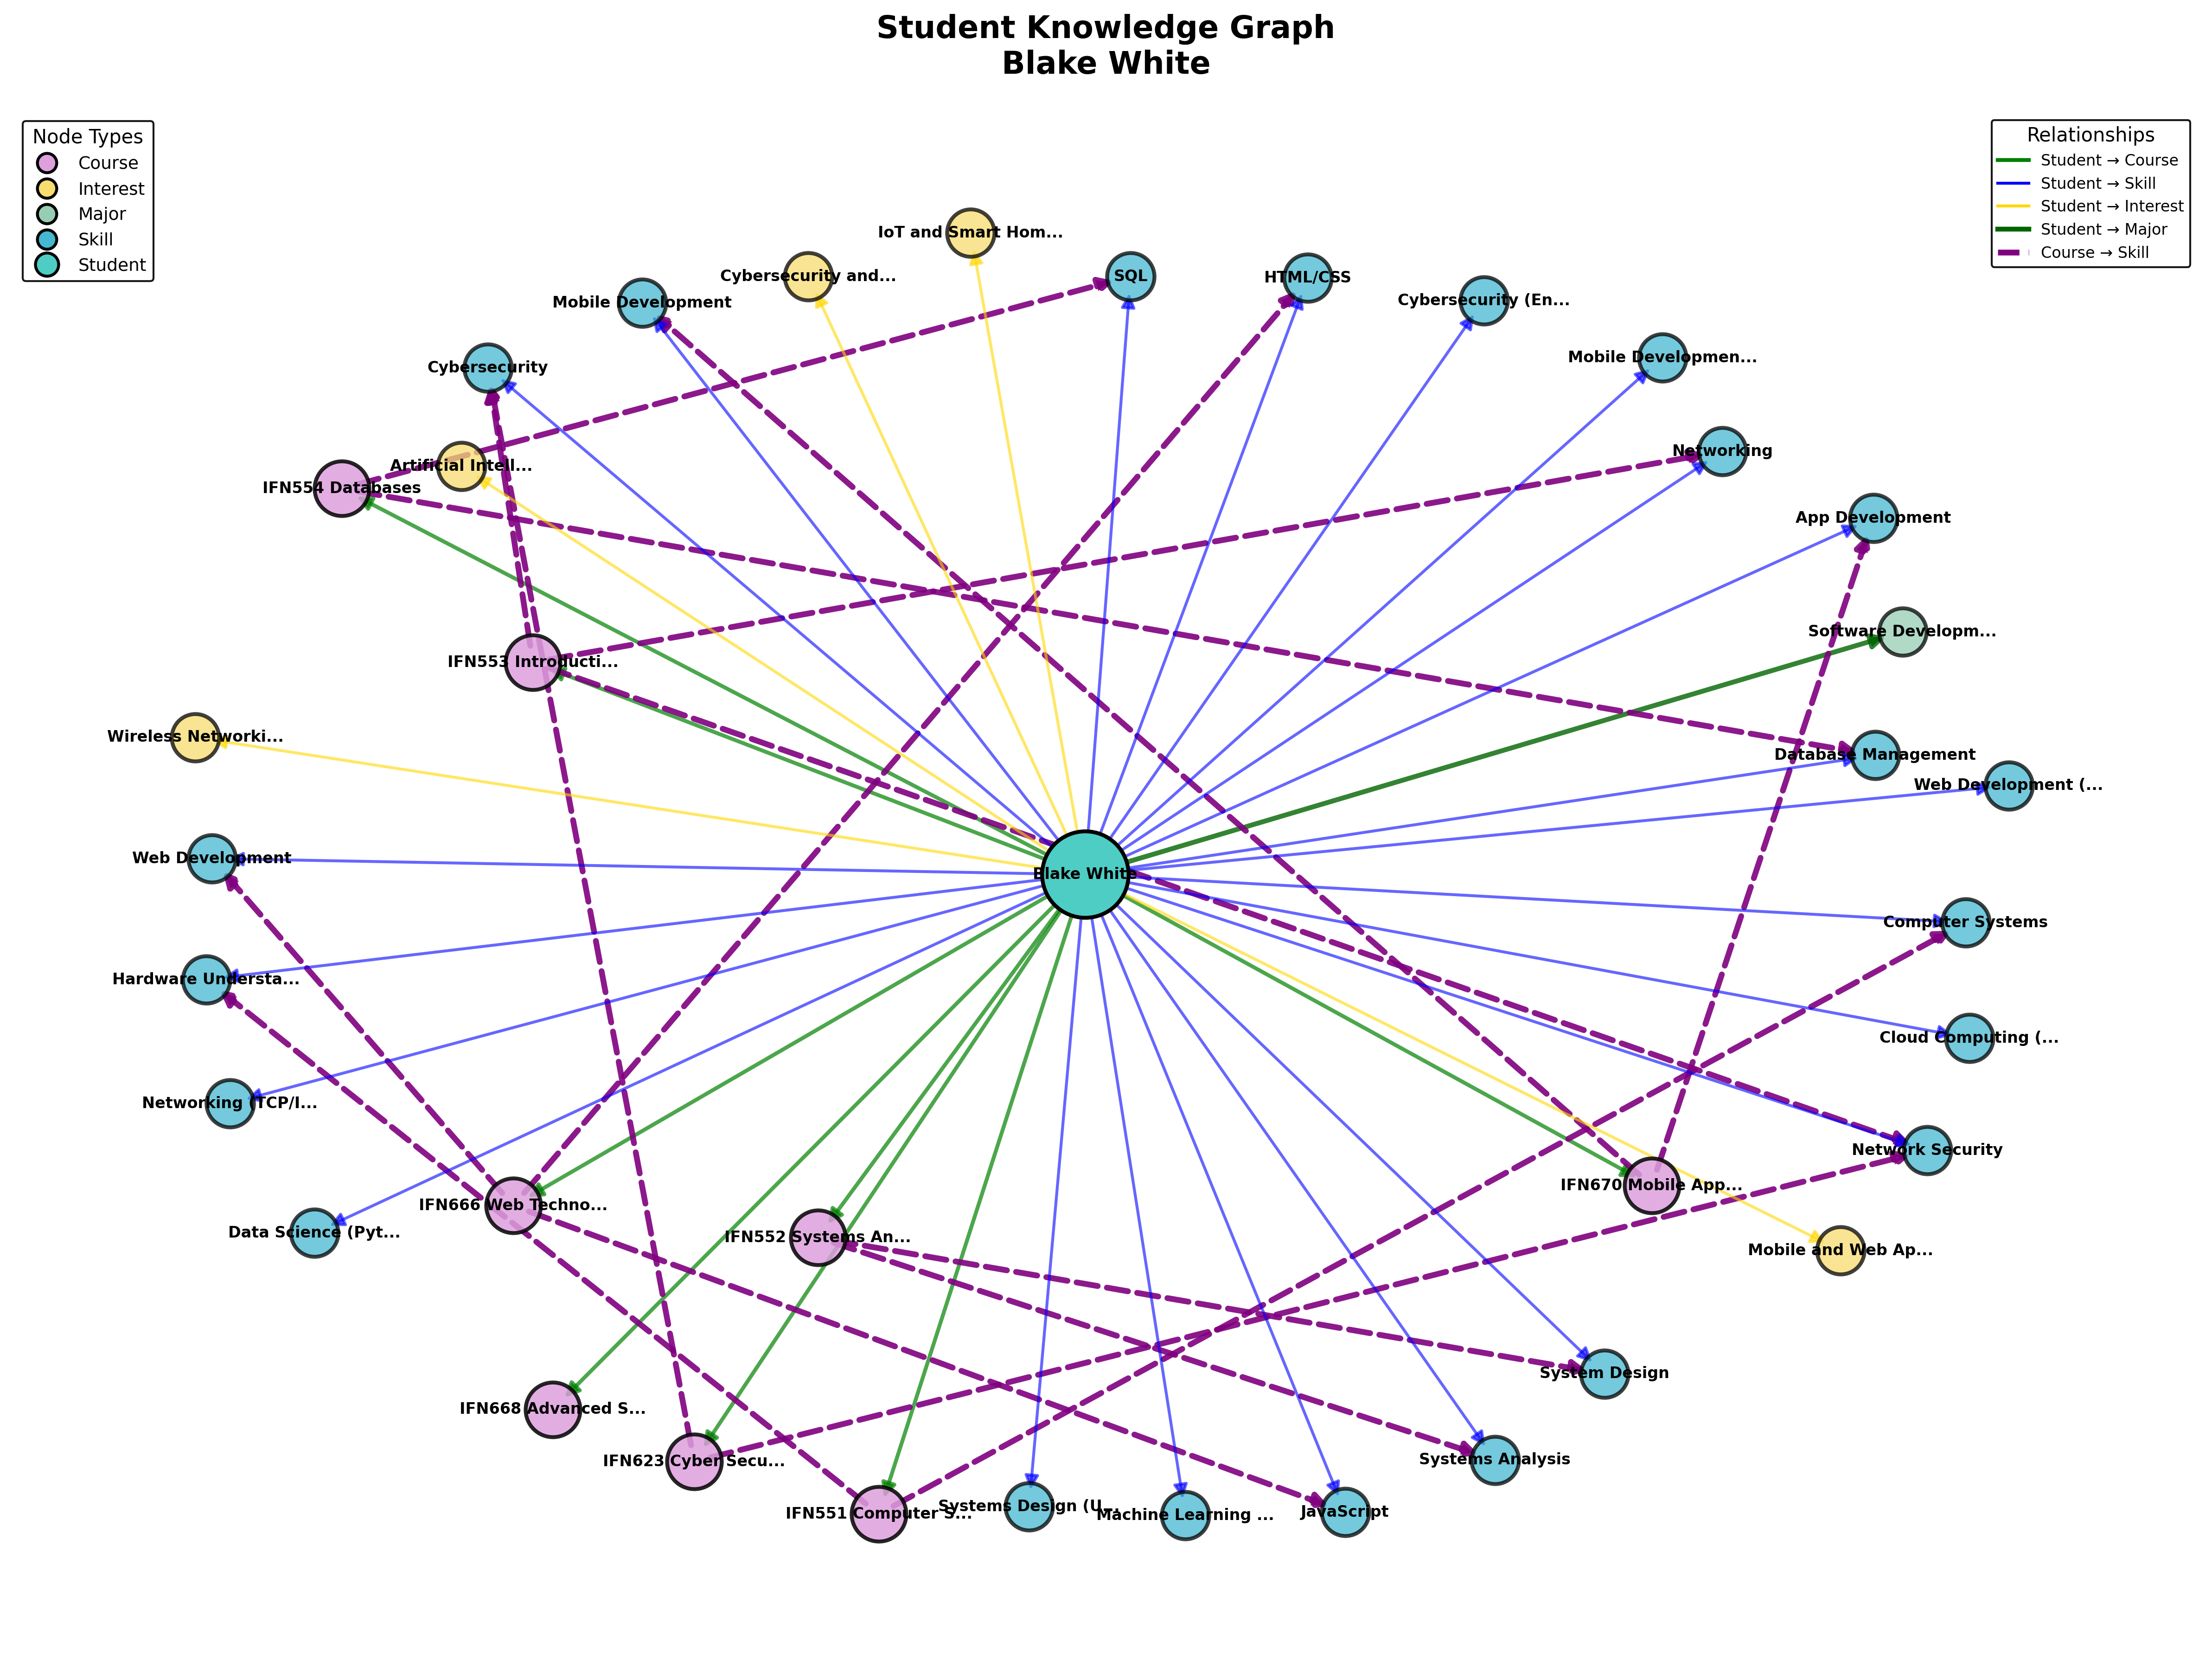 Student Knowledge Graph
Blake White
Node Types
Course
Interest
Major
Skill
Student
Relationships
Student → Course
Student → Skill
Student → Interest
Student → Major
Course → Skill
IoT and Smart Hom...
Cybersecurity and...
SQL
HTML/CSS
Mobile Development
Cybersecurity (En...
Mobile Developmen...
Cybersecurity
Networking
Artificial Intell...
IFN554 Databases
App Development
Software Developm...
IFN553 Introducti...
Wireless Networki...
Database Management
Web Development (...
Web Development
Blake White
Computer Systems
Hardware Understa...
Cloud Computing (...
Networking (TCP/I...
Network Security
IFN670 Mobile App...
IFN666 Web Techno...
Data Science (Pyt...
IFN552 Systems An...
Mobile and Web Ap...
System Design
IFN668 Advanced S...
IFN623 Cyber Secu...
Systems Analysis
IFN551 Computer S...
Systems Design (U...
Machine Learning ...
JavaScript